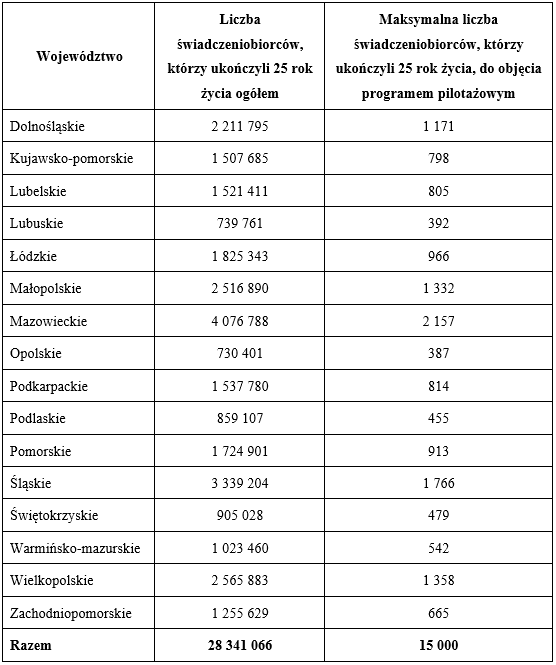 Województwo
Liczba
świadczeniobiorców,
którzy ukończyli 25 rok
życia ogółem
Maksymalna liczba
świadczeniobiorców, którzy
ukończyli 25 rok życia, do objęcia
programem pilotażowym
Dolnośląskie 2 211 795 1 171
Kujawsko-pomorskie 1 507 685 798
Lubelskie 1 521 411 805
Lubuskie 739 761 392
Łódzkie 1 825 343 966
Małopolskie 2 516 890 1 332
Mazowieckie 4 076 788 2 157
Opolskie 730 401 387
Podkarpackie 1 537 780 814
Podlaskie 859 107 455
Pomorskie 1 724 901 913
Śląskie 3 339 204 1 766
Świętokrzyskie 905 028 479
Warmińsko-mazurskie 1 023 460 542
Wielkopolskie 2 565 883 1 358
Zachodniopomorskie 1 255 629 665
Razem 28 341 066 15 000